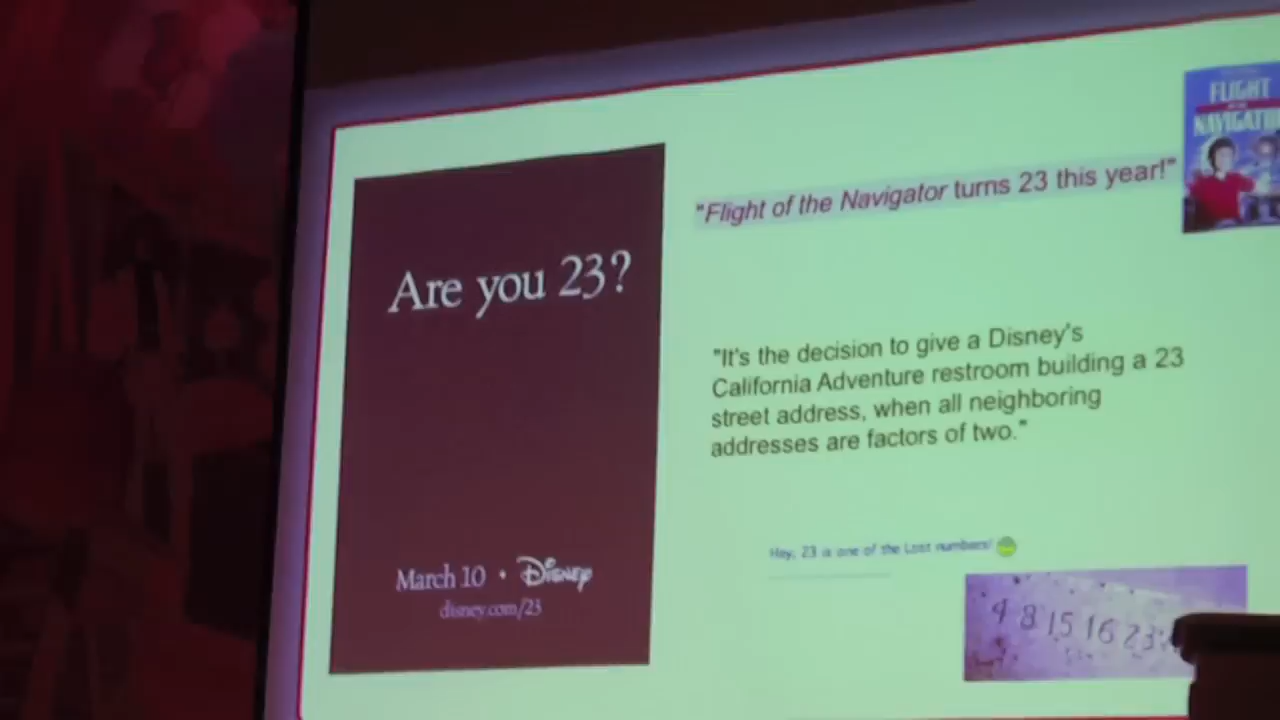 Are you 23?
March 10 • Disney
disney.com/23
"Flight of the Navigator turns 23 this year!"
FLIGHT
OF THE
"It's the decision to give a Disney's
California Adventure restroom building a 23
street address, when all neighboring
addresses are factors of two."
Hey, 23 is one of the Lost numbers!
4 8 15 16 23